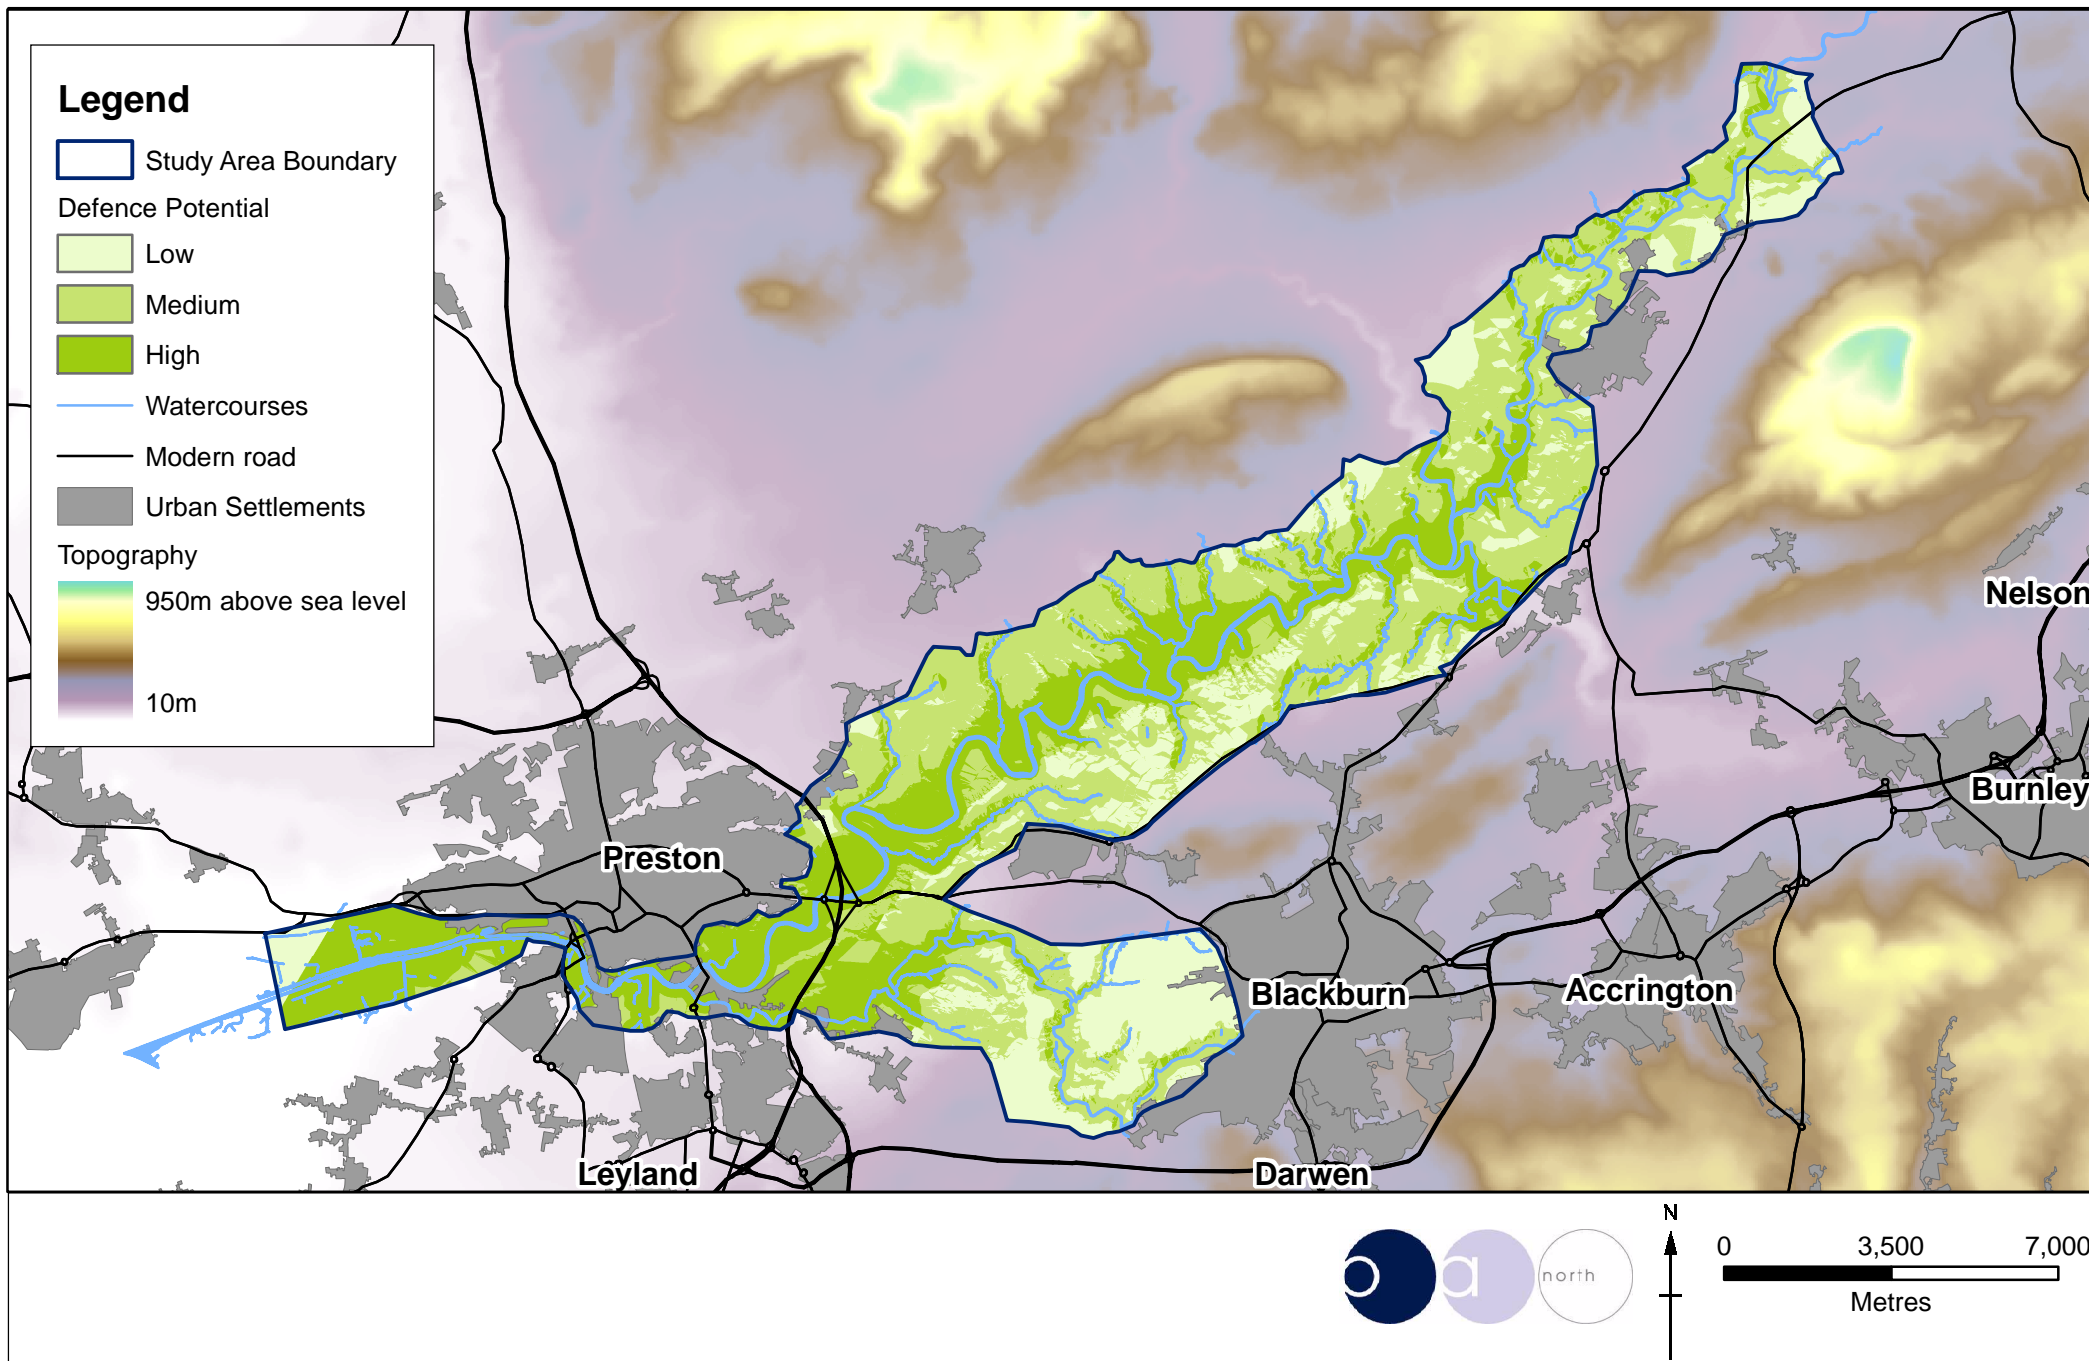 Legend
Study Area Boundary
Defence Potential
Low
Medium
High
Watercourses
Modern road
Urban Settlements
Topography
950m above sea level
10m
Nelson
Burnley
Preston
Blackburn
Accrington
Leyland
Darwen
o a north
N
0 3,500 7,000
Metres